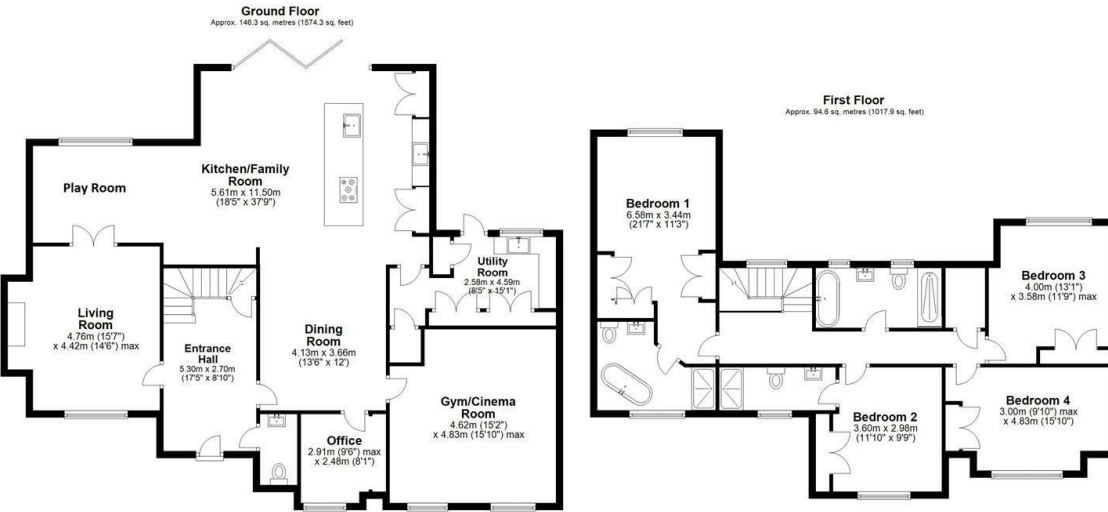 Ground Floor
Approx. 146.3 sq. metres (1574.3 sq. feet)
Kitchen/Family
Room
5.61m x 11.50m
(18'5" x 37'9")
Play Room
Utility
Room
2.58m x 4.59m
(8'5" x 15'1")
Living
Room
4.76m (15'7")
x 4.42m (14'6") max
Entrance
Hall
5.30m x 2.70m
(17'5" x 8'10")
Dining
Room
4.13m x 3.66m
(13'6" x 12')
Gym/Cinema
Room
4.62m (15'2")
x 4.83m (15'10") max
Office
2.91m (9'6") max
x 2.48m (8'1")
First Floor
Approx. 94.6 sq. metres (1017.9 sq. feet)
Bedroom 1
6.58m x 3.44m
(21'7" x 11'3")
Bedroom 3
4.00m (13'1")
x 3.58m (11'9") max
Bedroom 2
3.60m x 2.98m
(11'10" x 9'9")
Bedroom 4
3.00m (9'10") max
x 4.83m (15'10")